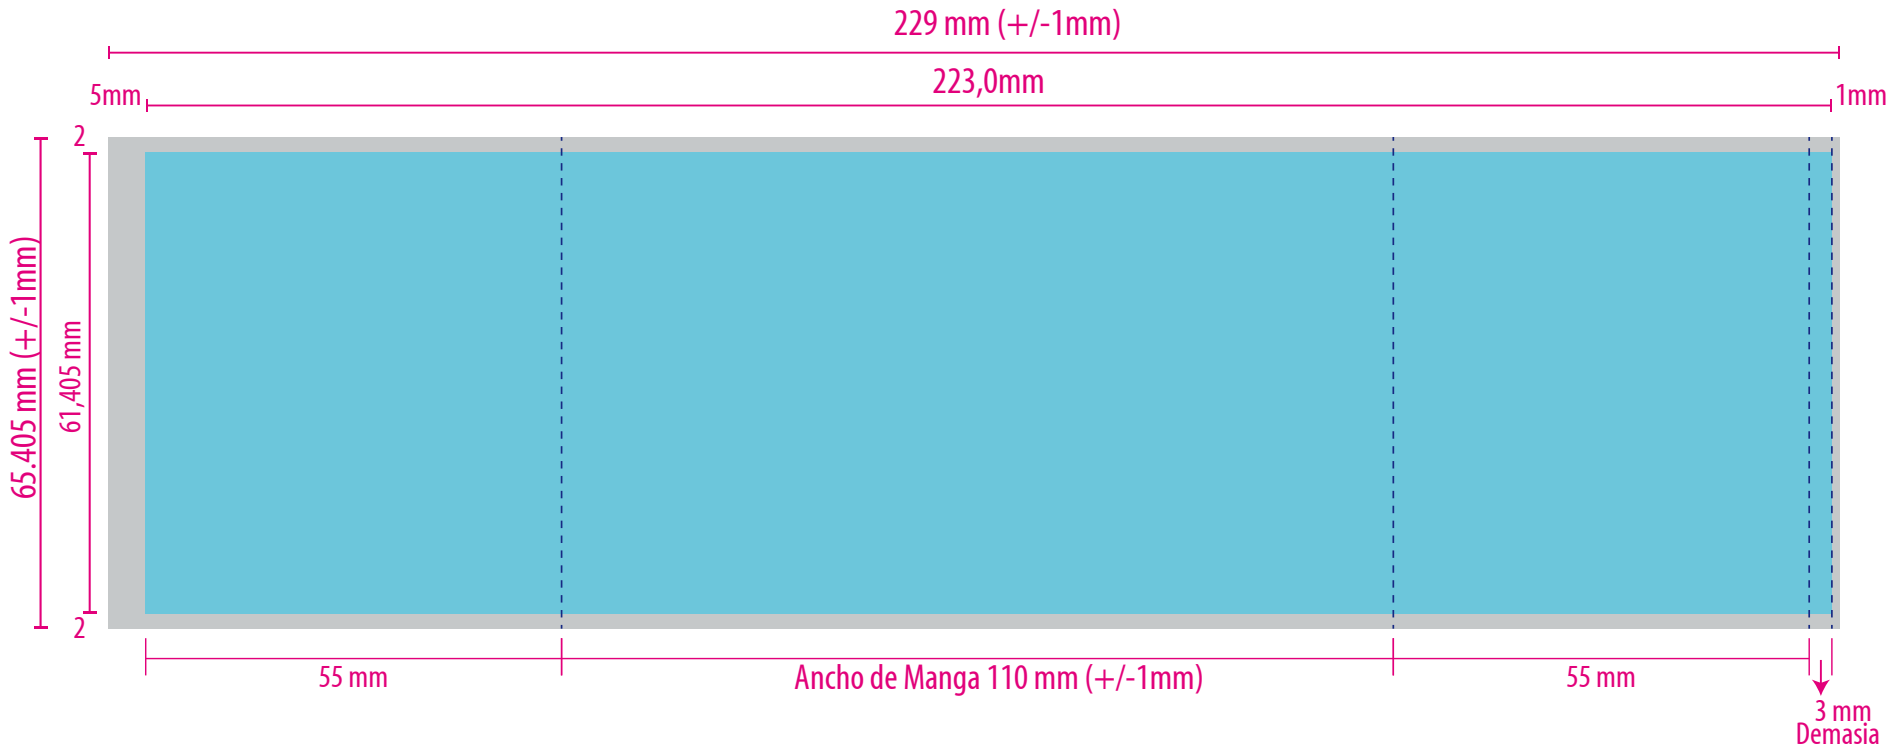 229 mm (+/-1mm)
223,0mm
5mm
1mm
2
65.405 mm (+/-1mm)
61,405 mm
2
55 mm
Ancho de Manga 110 mm (+/-1mm)
55 mm
3 mm
Demasia